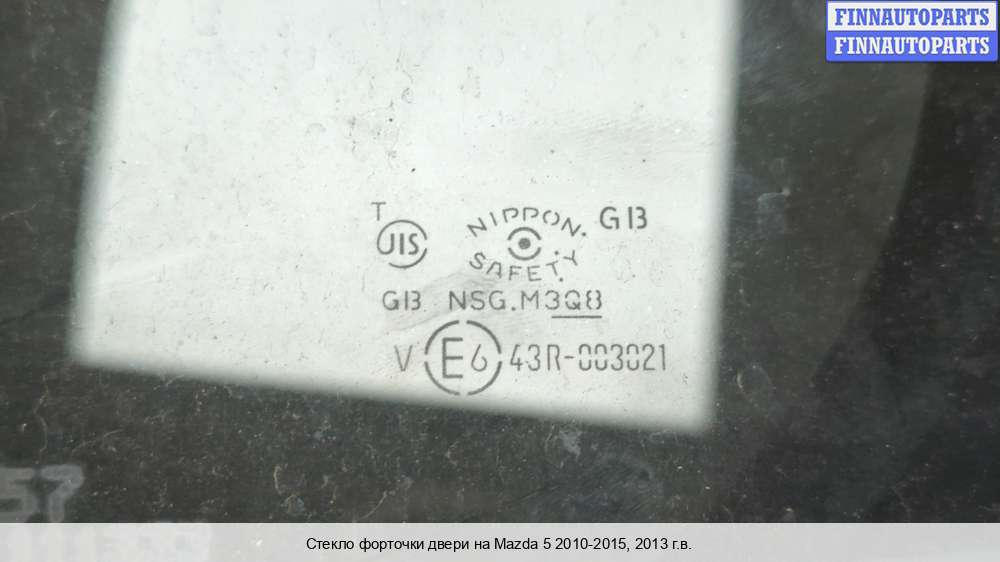 FINNAUTOPARTS
FINNAUTOPARTS
T
JIS
NIPPON.
SAFETY.
GB
GB NSG.M3Q8
V E6 43R-003021
57
Стекло форточки двери на Mazda 5 2010-2015, 2013 г.в.